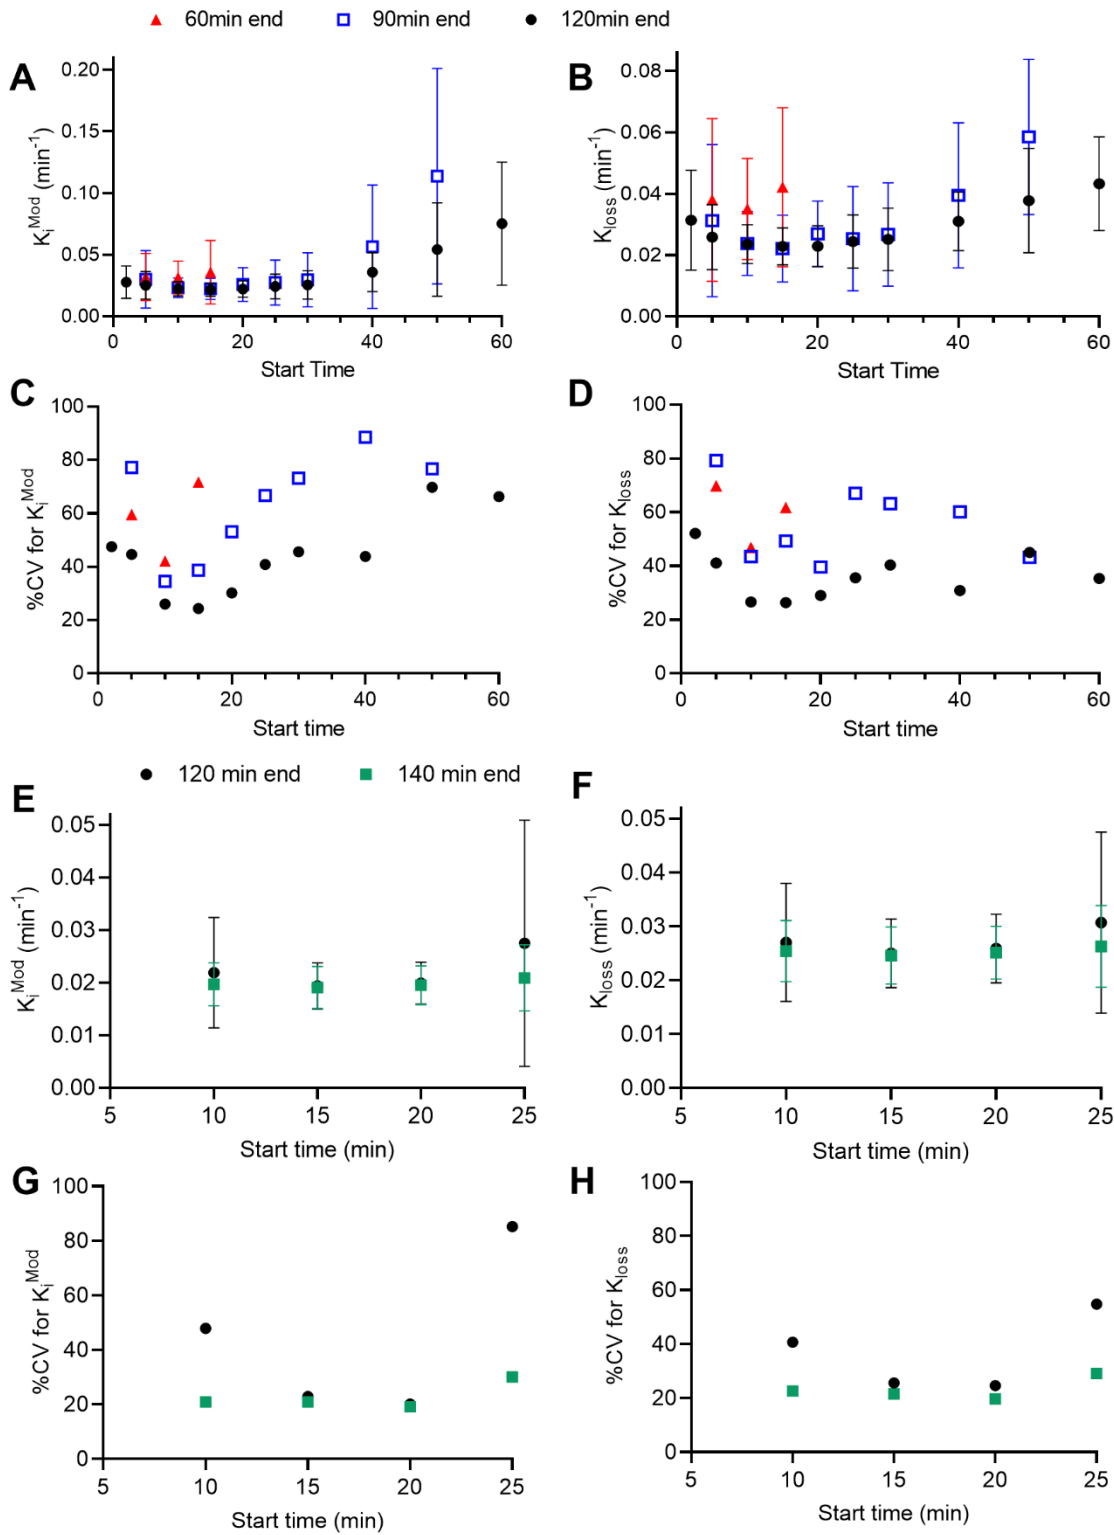 60min end 90min end 120min end
A
K_i^Mod (min^-1)
0.20
0.15
0.10
0.05
0.00
0 20 40 60
Start Time
B
K_loss (min^-1)
0.08
0.06
0.04
0.02
0.00
0 20 40 60
Start Time
C
%CV for K_i^Mod
100
80
60
40
20
0
0 20 40 60
Start time
D
%CV for K_loss
100
80
60
40
20
0
0 20 40 60
Start time
120 min end 140 min end
E
K_i^Mod (min^-1)
0.05
0.04
0.03
0.02
0.01
0.00
5 10 15 20 25
Start time (min)
F
K_loss (min^-1)
0.05
0.04
0.03
0.02
0.01
0.00
5 10 15 20 25
Start time (min)
G
%CV for K_i^Mod
100
80
60
40
20
0
5 10 15 20 25
Start time (min)
H
%CV for K_loss
100
80
60
40
20
0
5 10 15 20 25
Start time (min)